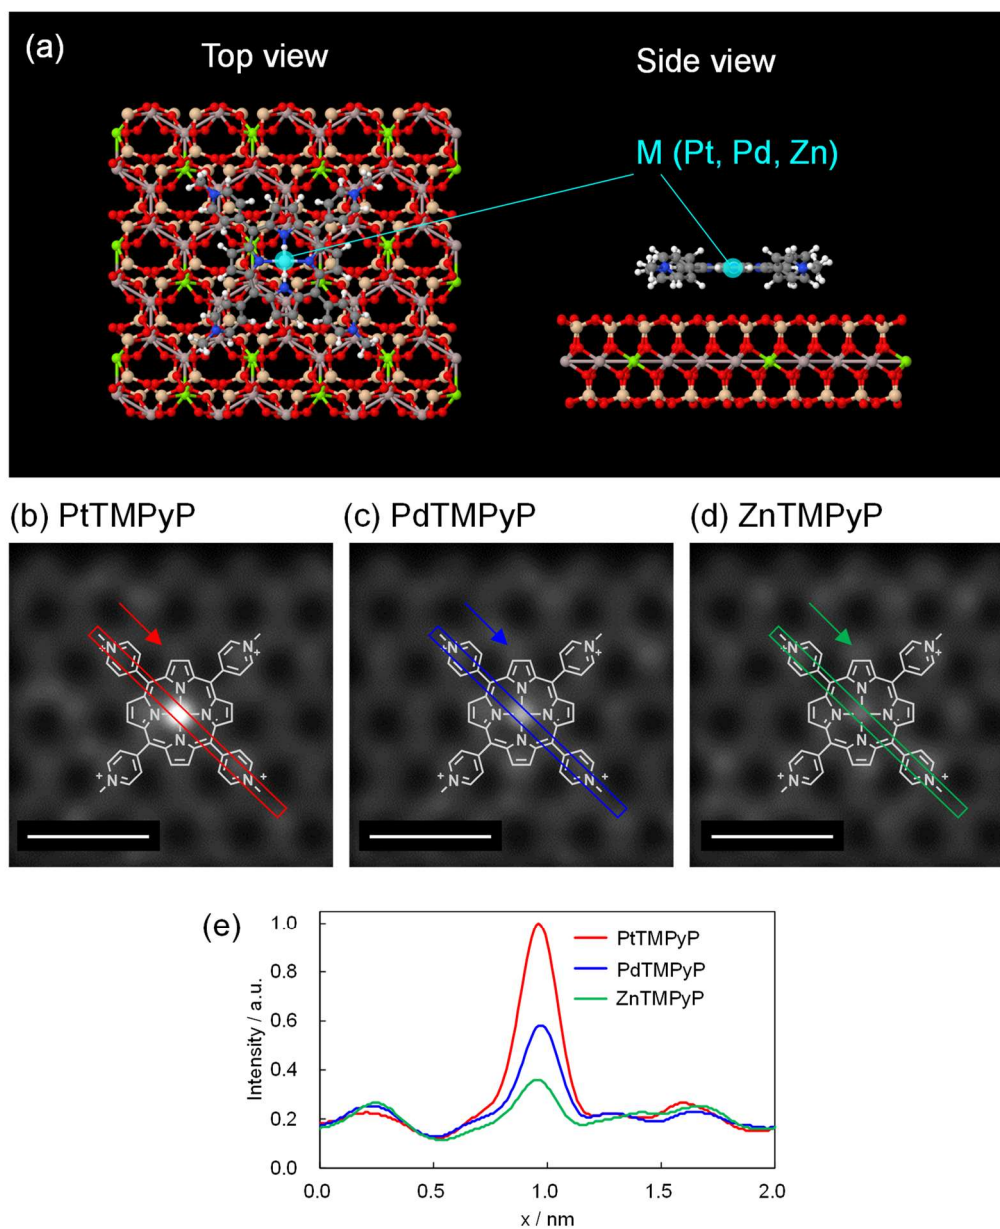 (a)
Top view
Side view
M (Pt, Pd, Zn)
(b) PtTMPyP
(c) PdTMPyP
(d) ZnTMPyP
N
+
N
+
N
N
N
N
+
N
+
N
N
+
N
+
N
N
N
N
+
N
+
N
N
+
N
+
N
N
N
N
+
N
+
N
(e)
1.0
0.8
0.6
0.4
0.2
0.0
Intensity / a.u.
PtTMPyP
PdTMPyP
ZnTMPyP
0.0 0.5 1.0 1.5 2.0
x / nm